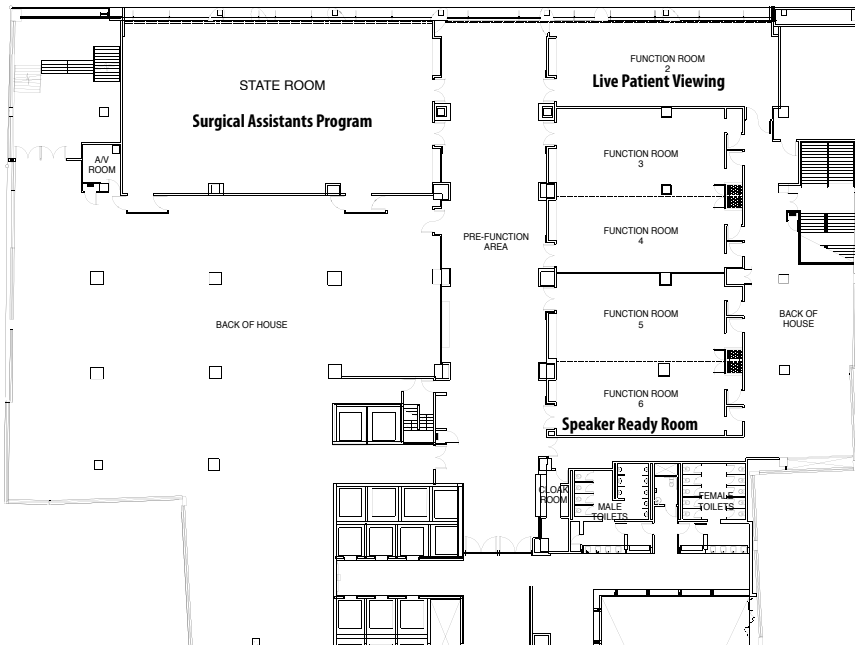 STATE ROOM
Surgical Assistants Program
FUNCTION ROOM
2
Live Patient Viewing
A/V
ROOM
FUNCTION ROOM
3
FUNCTION ROOM
4
PRE-FUNCTION
AREA
BACK OF HOUSE
FUNCTION ROOM
5
BACK OF
HOUSE
FUNCTION ROOM
6
Speaker Ready Room
CLOAK
ROOM
MALE
TOILETS
FEMALE
TOILETS